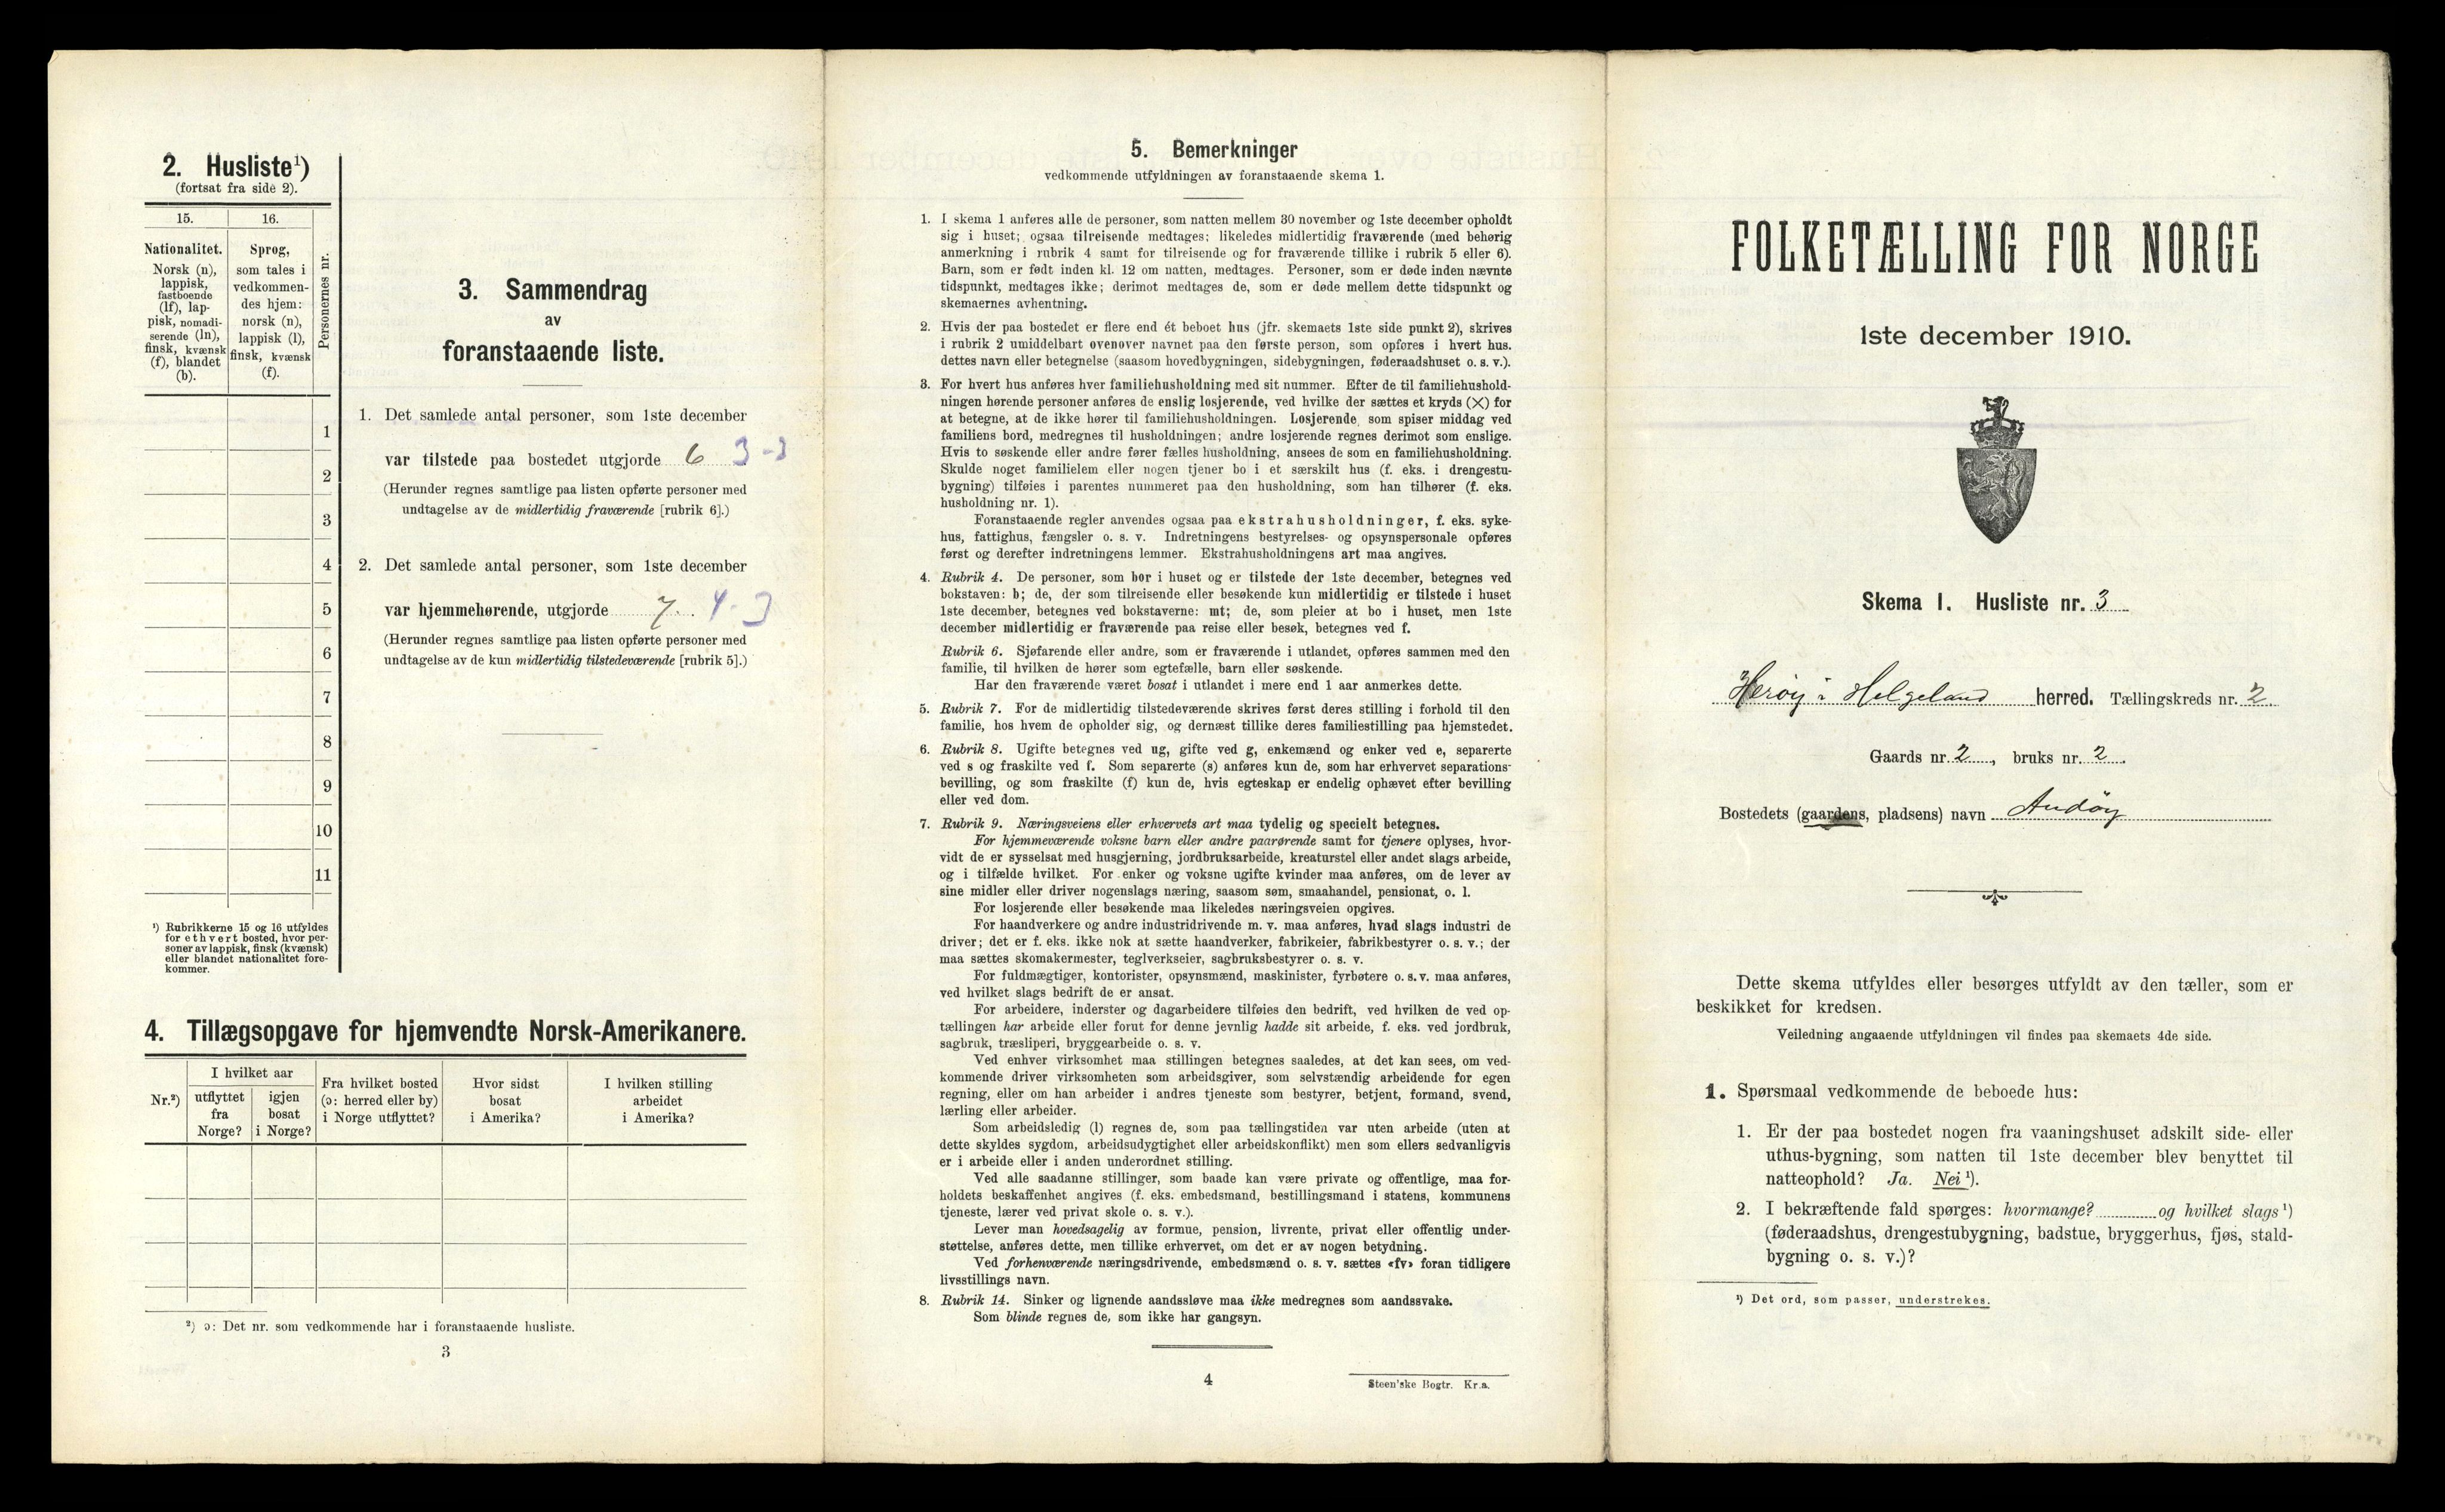 2. Husliste¹)
(fortsat fra side 2).
15.
16.
Personernes nr.
Nationalitet.
Norsk (n),
lappisk,
fastboende
(lf), lap-
pisk, nomadi-
serende (ln),
finsk, kvænsk
(f), blandet
(b).
Sprog,
som tales i
vedkommen-
des hjem:
norsk (n),
lappisk (l),
finsk, kvænsk
(f).
1
2
3
4
5
6
7
8
9
10
11
¹) Rubrikkerne 15 og 16 utfyldes
for ethvert bosted, hvor per-
soner av lappisk, finsk (kvænsk)
eller blandet nationalitet fore-
kommer.
3. Sammendrag
av
foranstaaende liste.
1. Det samlede antal personer, som 1ste december
var tilstede paa bostedet utgjorde 6 3-3
(Herunder regnes samtlige paa listen opførte personer med
undtagelse av de midlertidig fraværende [rubrik 6].)
2. Det samlede antal personer, som 1ste december
var hjemmehørende, utgjorde 7. 4-3
(Herunder regnes samtlige paa listen opførte personer med
undtagelse av de kun midlertidig tilstedeværende [rubrik 5].)
4. Tillægsopgave for hjemvendte Norsk-Amerikanere.
Nr.²)
I hvilket aar
utflyttet
fra
Norge?
igjen
bosat
i Norge?
Fra hvilket bosted
(ɔ: herred eller by)
i Norge utflyttet?
Hvor sidst
bosat
i Amerika?
I hvilken stilling
arbeidet
i Amerika?
²) ɔ: Det nr. som vedkommende har i foranstaaende husliste.
3
5. Bemerkninger
vedkommende utfyldningen av foranstaaende skema 1.
1. I skema 1 anføres alle de personer, som natten mellem 30 november og 1ste december opholdt
sig i huset; ogsaa tilreisende medtages; likeledes midlertidig fraværende (med behørig
anmerkning i rubrik 4 samt for tilreisende og for fraværende tillike i rubrik 5 eller 6).
Barn, som er født inden kl. 12 om natten, medtages. Personer, som er døde inden nævnte
tidspunkt, medtages ikke; derimot medtages de, som er døde mellem dette tidspunkt og
skemaernes avhentning.
2. Hvis der paa bostedet er flere end ét beboet hus (jfr. skemaets 1ste side punkt 2), skrives
i rubrik 2 umiddelbart ovenover navnet paa den første person, som opføres i hvert hus.
dettes navn eller betegnelse (saasom hovedbygningen, sidebygningen, føderaadshuset o. s. v.).
3. For hvert hus anføres hver familiehusholdning med sit nummer. Efter de til familiehushold-
ningen hørende personer anføres de enslig losjerende, ved hvilke der sættes et kryds (×) for
at betegne, at de ikke hører til familiehusholdningen. Losjerende, som spiser middag ved
familiens bord, medregnes til husholdningen; andre losjerende regnes derimot som enslige.
Hvis to søskende eller andre fører fælles husholdning, ansees de som en familiehusholdning.
Skulde noget familielem eller nogen tjener bo i et særskilt hus (f. eks. i drengestu-
bygning) tilføies i parentes nummeret paa den husholdning, som han tilhører (f. eks.
husholdning nr. 1).
Foranstaaende regler anvendes ogsaa paa ekstrahusholdninger, f. eks. syke-
hus, fattighus, fængsler o. s. v. Indretningens bestyrelses- og opsynspersonale opføres
først og derefter indretningens lemmer. Ekstrahusholdningens art maa angives.
4. Rubrik 4. De personer, som bor i huset og er tilstede der 1ste december, betegnes ved
bokstaven: b; de, der som tilreisende eller besøkende kun midlertidig er tilstede i huset
1ste december, betegnes ved bokstaverne: mt; de, som pleier at bo i huset, men 1ste
december midlertidig er fraværende paa reise eller besøk, betegnes ved f.
Rubrik 6. Sjøfarende eller andre, som er fraværende i utlandet, opføres sammen med den
familie, til hvilken de hører som egtefælle, barn eller søskende.
Har den fraværende været bosat i utlandet i mere end 1 aar anmerkes dette.
5. Rubrik 7. For de midlertidig tilstedeværende skrives først deres stilling i forhold til den
familie, hos hvem de opholder sig, og dernæst tillike deres familiestilling paa hjemstedet.
6. Rubrik 8. Ugifte betegnes ved ug, gifte ved g, enkemænd og enker ved e, separerte
ved s og fraskilte ved f. Som separerte (s) anføres kun de, som har erhvervet separations-
bevilling, og som fraskilte (f) kun de, hvis egteskap er endelig ophævet efter bevilling
eller ved dom.
7. Rubrik 9. Næringsveiens eller erhvervets art maa tydelig og specielt betegnes.
For hjemmeværende voksne barn eller andre paarørende samt for tjenere oplyses, hvor-
vidt de er sysselsat med husgjerning, jordbruksarbeide, kreaturstel eller andet slags arbeide,
og i tilfælde hvilket. For enker og voksne ugifte kvinder maa anføres, om de lever av
sine midler eller driver nogenslags næring, saasom søm, smaahandel, pensionat, o. l.
For losjerende eller besøkende maa likeledes næringsveien opgives.
For haandverkere og andre industridrivende m. v. maa anføres, hvad slags industri de
driver; det er f. eks. ikke nok at sætte haandverker, fabrikeier, fabrikbestyrer o. s. v.; der
maa sættes skomakermester, teglverkseier, sagbruksbestyrer o. s. v.
For fuldmægtiger, kontorister, opsynsmænd, maskinister, fyrbøtere o. s. v. maa anføres,
ved hvilket slags bedrift de er ansat.
For arbeidere, inderster og dagarbeidere tilføies den bedrift, ved hvilken de ved op-
tællingen har arbeide eller forut for denne jevnlig hadde sit arbeide, f. eks. ved jordbruk,
sagbruk, træsliperi, bryggearbeide o. s. v.
Ved enhver virksomhet maa stillingen betegnes saaledes, at det kan sees, om ved-
kommende driver virksomheten som arbeidsgiver, som selvstændig arbeidende for egen
regning, eller om han arbeider i andres tjeneste som bestyrer, betjent, formand, svend,
lærling eller arbeider.
Som arbeidsledig (l) regnes de, som paa tællingstiden var uten arbeide (uten at
dette skyldes sygdom, arbeidsudygtighet eller arbeidskonflikt) men som ellers sedvanligvis
er i arbeide eller i anden underordnet stilling.
Ved alle saadanne stillinger, som baade kan være private og offentlige, maa for-
holdets beskaffenhet angives (f. eks. embedsmand, bestillingsmand i statens, kommunens
tjeneste, lærer ved privat skole o. s. v.).
Lever man hovedsagelig av formue, pension, livrente, privat eller offentlig under-
støttelse, anføres dette, men tillike erhvervet, om det er av nogen betydning.
Ved forhenværende næringsdrivende, embedsmænd o. s. v. sættes «fv» foran tidligere
livsstillings navn.
8. Rubrik 14. Sinker og lignende aandssløve maa ikke medregnes som aandssvake.
Som blinde regnes de, som ikke har gangsyn.
4
Steen'ske Bogtr. Kr.a.
FOLKETÆLLING FOR NORGE
1ste december 1910.
Skema I. Husliste nr. 3
Herøy i Helgeland herred. Tællingskreds nr. 2.
Gaards nr. 2, bruks nr. 2.
Bostedets (gaardens, pladsens) navn Andöy
Dette skema utfyldes eller besørges utfyldt av den tæller, som er
beskikket for kredsen.
Veiledning angaaende utfyldningen vil findes paa skemaets 4de side.
1. Spørsmaal vedkommende de beboede hus:
1. Er der paa bostedet nogen fra vaaningshuset adskilt side- eller
uthus-bygning, som natten til 1ste december blev benyttet til
natteophold? Ja. Nei ¹).
2. I bekræftende fald spørges: hvormange? og hvilket slags ¹)
(føderaadshus, drengestubygning, badstue, bryggerhus, fjøs, stald-
bygning o. s. v.)?
¹) Det ord, som passer, understrekes.